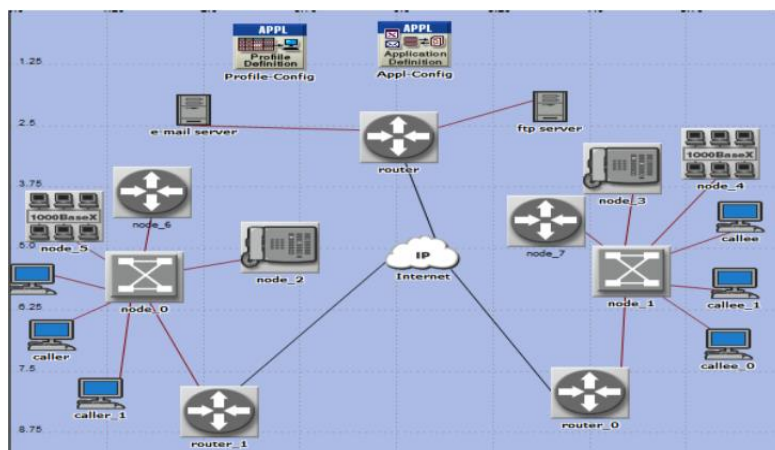 APPL
Profile
Definition
Profile-Config
APPL
Application
Definition
Appl-Config
1.25
e mail server
2.5
ftp server
router
node_3
1000BaseX
node_4
3.75
1000BaseX
node_6
callee
node_5
5.0
node_7
IP
Internet
node_2
node_0
node_1
callee_1
6.25
caller
callee_0
7.5
caller_1
router_1
router_0
8.75